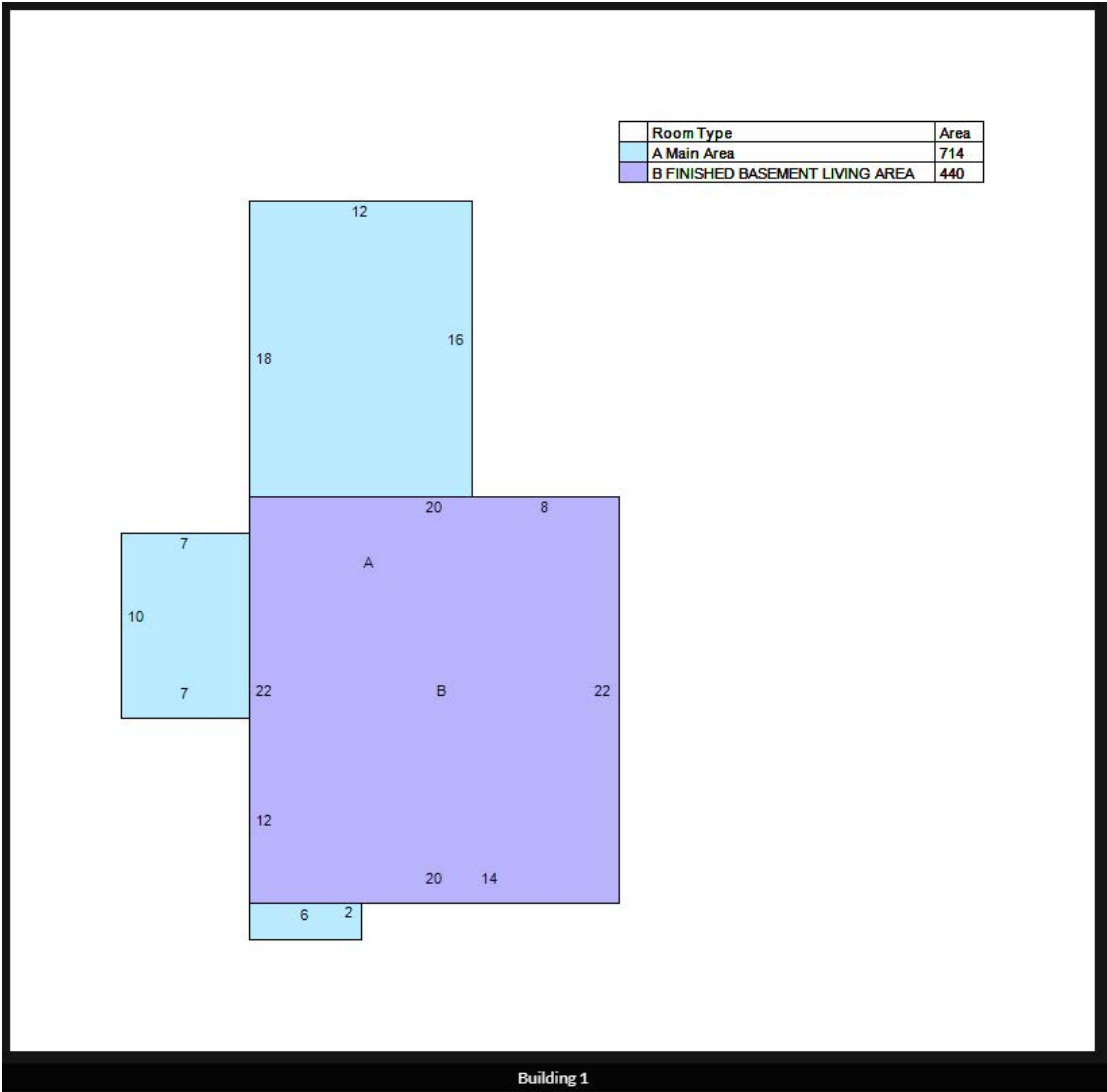 Room Type Area
A Main Area 714
B FINISHED BASEMENT LIVING AREA 440
12
16
18
20 8
7
A
10
22 B 22
7
12
20 14
6 2
Building 1